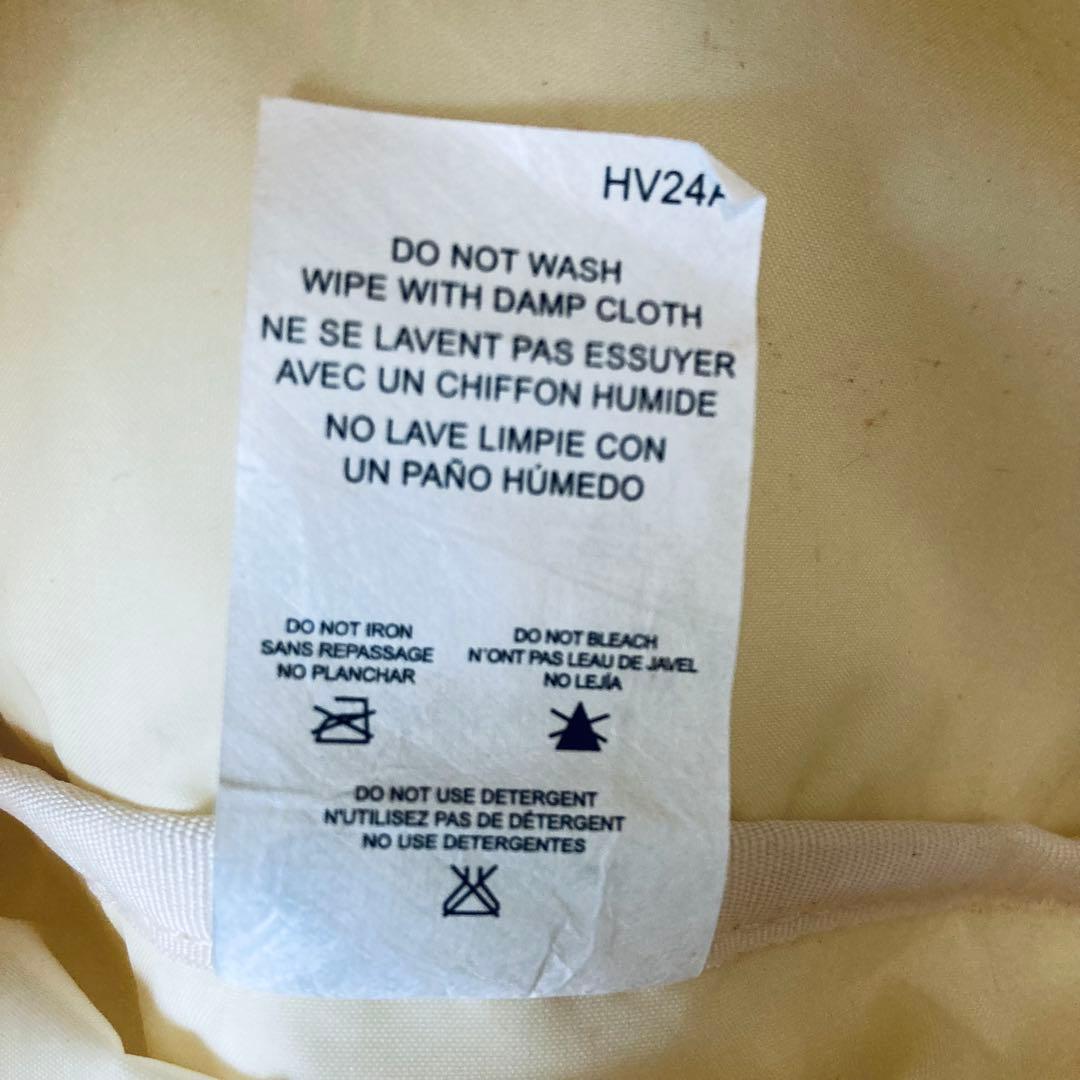 HV24
DO NOT WASH
WIPE WITH DAMP CLOTH
NE SE LAVENT PAS ESSUYER
AVEC UN CHIFFON HUMIDE
NO LAVE LIMPIE CON
UN PAÑO HÚMEDO
DO NOT IRON
SANS REPASSAGE
NO PLANCHAR
DO NOT BLEACH
N'ONT PAS LEAU DE JAVEL
NO LEJÍA
DO NOT USE DETERGENT
N'UTILISEZ PAS DE DÉTERGENT
NO USE DETERGENTES